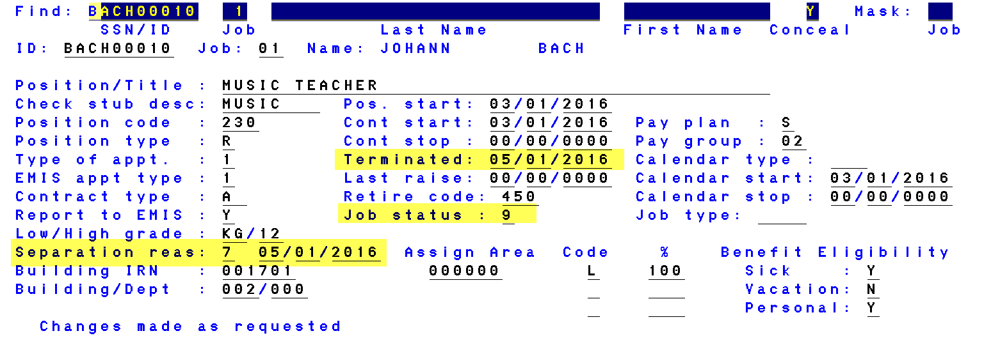 Find: BACH00010 1 Y Mask:
SSN/ID Job Last Name First Name Conceal Job
ID: BACH00010 Job: 01 Name: JOHANN BACH
Position/Title : MUSIC TEACHER
Check stub desc: MUSIC Pos. start: 03/01/2016
Position code : 230 Cont start: 03/01/2016 Pay plan : S
Position type : R Cont stop : 00/00/0000 Pay group : 02
Type of appt. : 1 Terminated: 05/01/2016 Calendar type :
EMIS appt type : 1 Last raise: 00/00/0000 Calendar start: 03/01/2016
Contract type : A Retire code: 450 Calendar stop : 00/00/0000
Report to EMIS : Y Job status : 9 Job type:
Low/High grade : KG/12
Separation reas: 7 05/01/2016 Assign Area Code % Benefit Eligibility
Building IRN : 001701 000000 L 100 Sick : Y
Building/Dept : 002/000 Vacation: N
Personal: Y
Changes made as requested